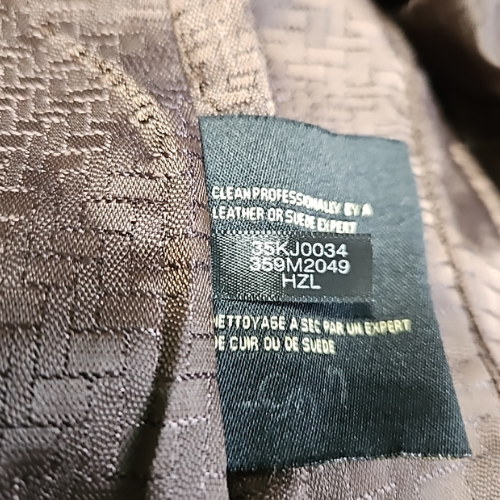 CLEAN PROFESSIONALLY BY A
LEATHER OR SUEDE EXPERT
35KJ0034
359M2049
HZL
NETTOYAGE A SEC PAR UN EXPERT
DE CUIR OU DE SUEDE